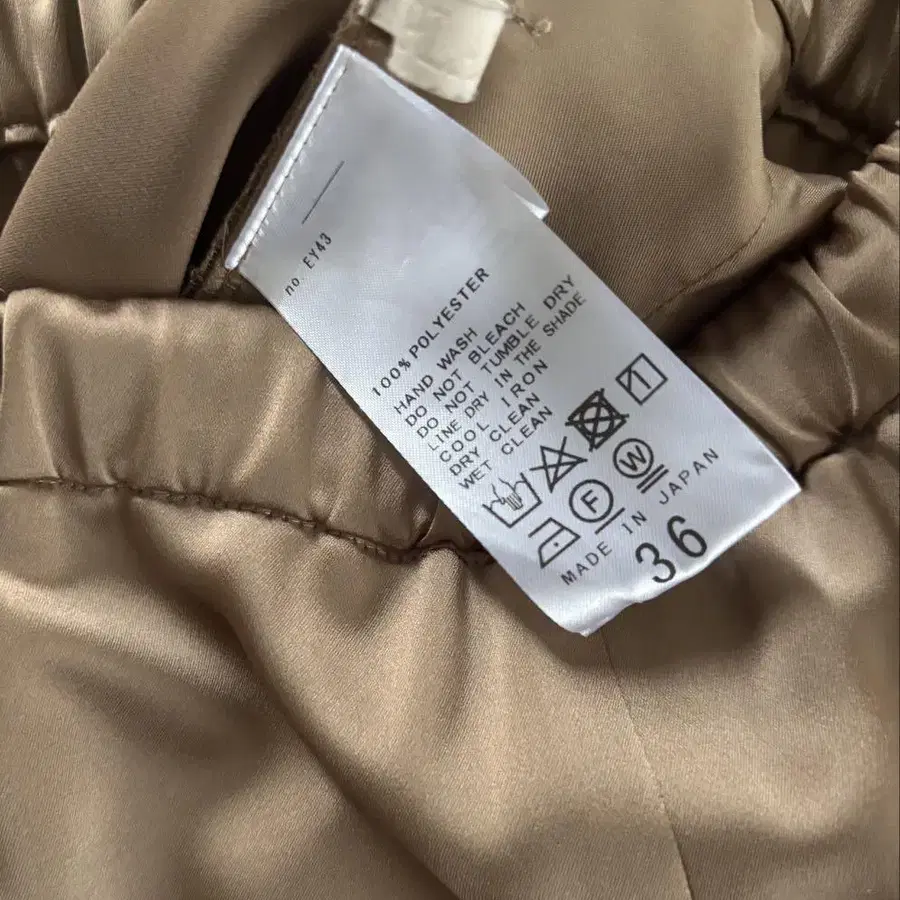 no. EY43
100% POLYESTER
HAND WASH
DO NOT BLEACH
DO NOT TUMBLE DRY
LINE DRY IN THE SHADE
COOL IRON
DRY CLEAN
WET CLEAN
F W
MADE IN JAPAN
36